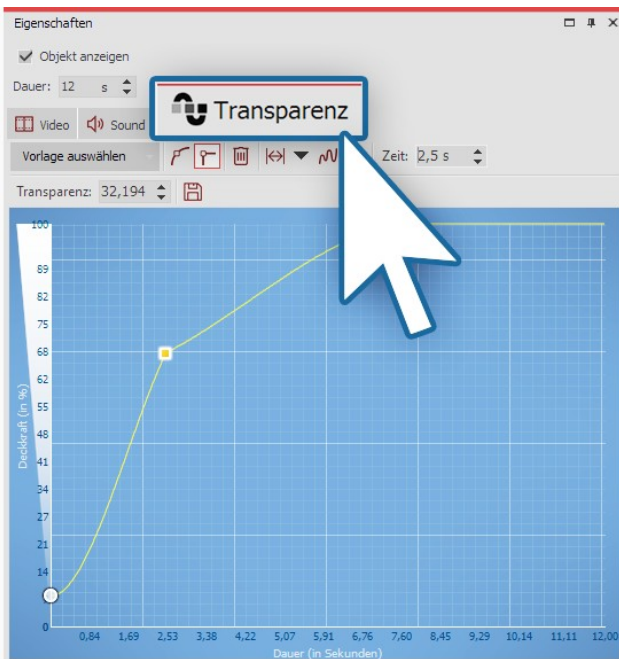 Eigenschaften
Objekt anzeigen
Dauer: 12 s
Transparenz
Video Sound
Vorlage auswählen Zeit: 2,5 s
Transparenz: 32,194
100
89
82
75
68
62
55
48
41
34
27
21
14
0
Deckkraft (in %)
0,84 1,69 2,53 3,38 4,22 5,07 5,91 6,76 7,60 8,45 9,29 10,14 11,11 12,00
Dauer (in Sekunden)